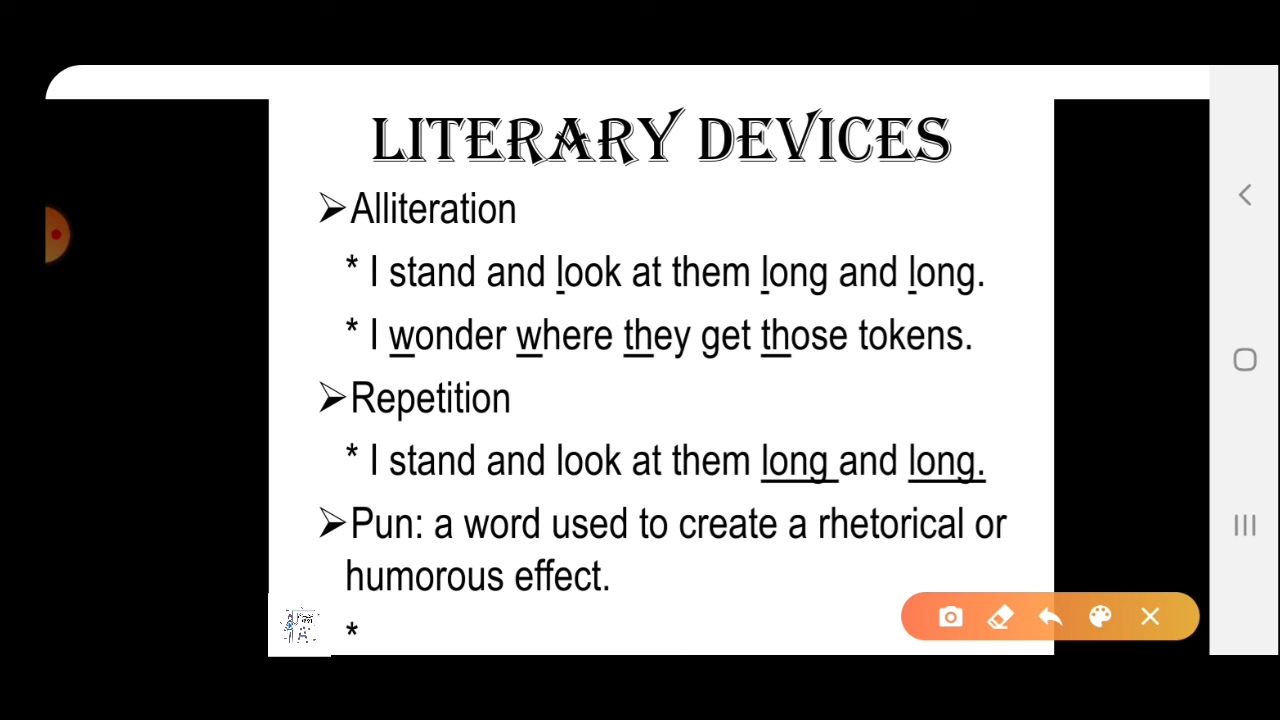 LITERARY DEVICES
➢Alliteration
* I stand and look at them long and long.
* I wonder where they get those tokens.
➢Repetition
* I stand and look at them long and long.
➢Pun: a word used to create a rhetorical or
humorous effect.
*